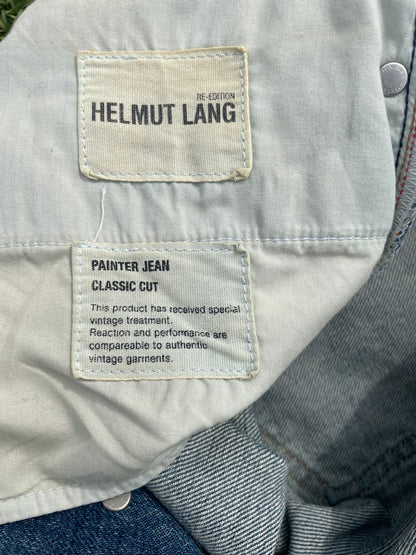 RE-EDITION
HELMUT LANG
PAINTER JEAN
CLASSIC CUT
This product has received special
vintage treatment.
Reaction and performance are
compareable to authentic
vintage garments.